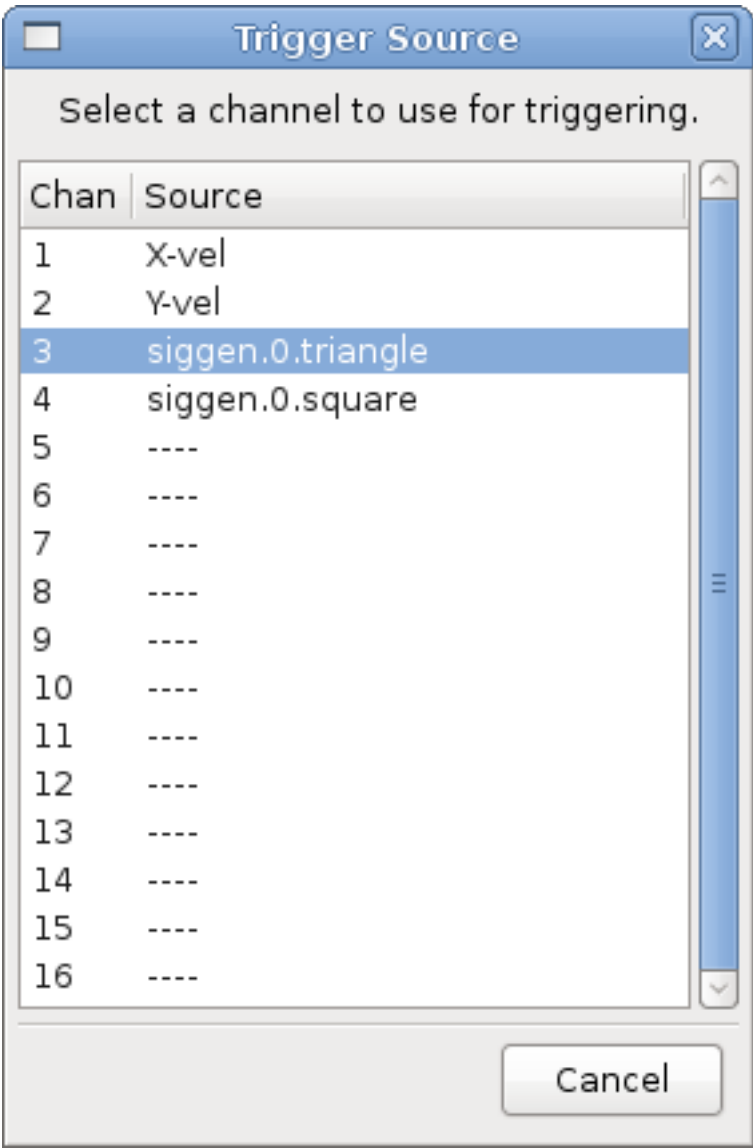 Trigger Source
Select a channel to use for triggering.
Chan Source
1 X-vel
2 Y-vel
3 siggen.0.triangle
4 siggen.0.square
5 ----
6 ----
7 ----
8 ----
9 ----
10 ----
11 ----
12 ----
13 ----
14 ----
15 ----
16 ----
Cancel